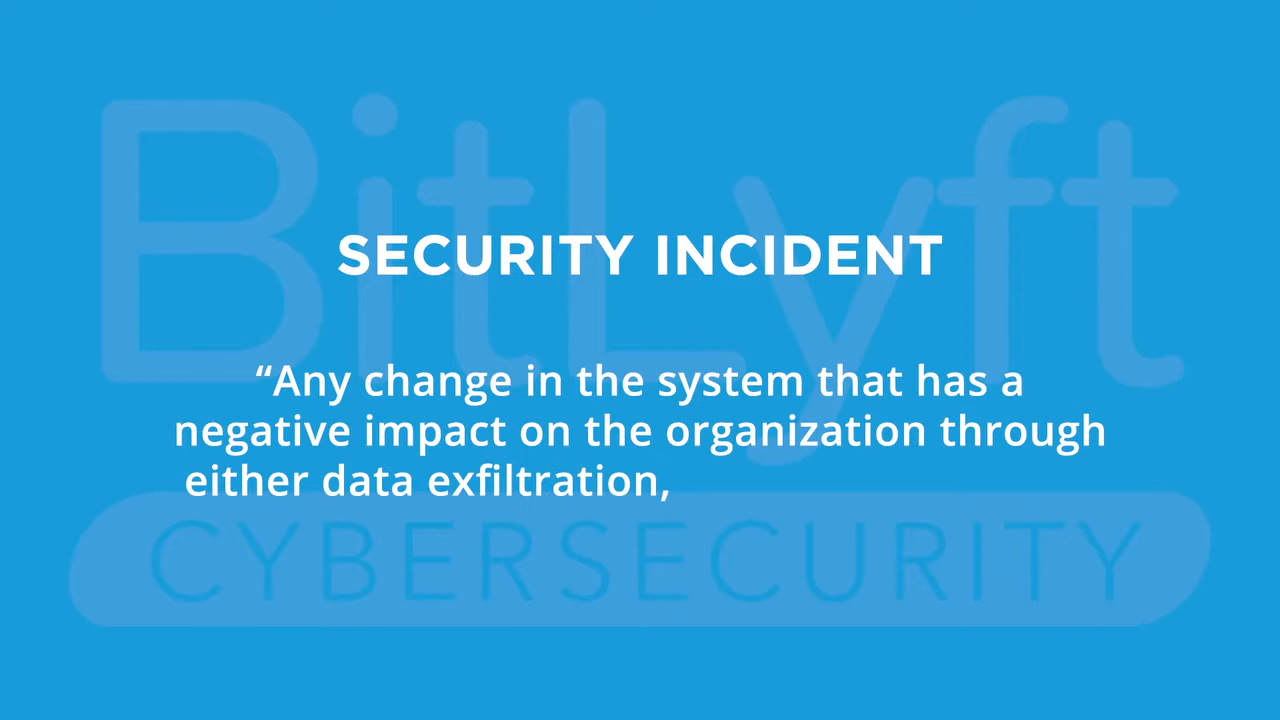 BitLyft
SECURITY INCIDENT
“Any change in the system that has a
negative impact on the organization through
either data exfiltration,
CYBERSECURITY